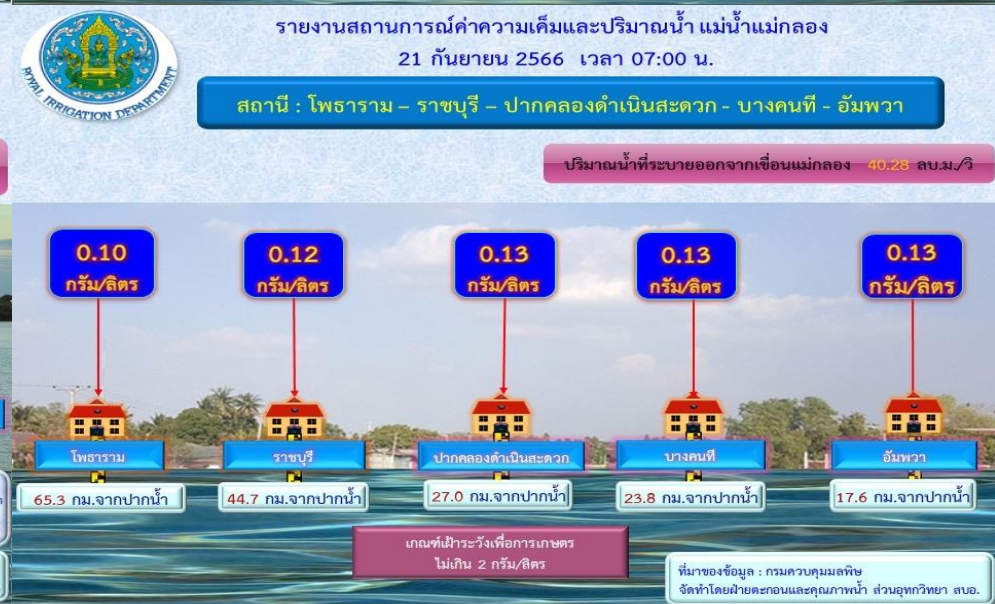 รายงานสถานการณ์ค่าความเค็มและปริมาณน้ำ แม่น้ำแม่กลอง
21 กันยายน 2566 เวลา 07:00 น.
ROYAL IRRIGATION DEPARTMENT
สถานี : โพธาราม – ราชบุรี – ปากคลองดำเนินสะดวก - บางคนที - อัมพวา
ปริมาณน้ำที่ระบายออกจากเขื่อนแม่กลอง 40.28 ลบ.ม./วิ
0.10
กรัม/ลิตร
0.12
กรัม/ลิตร
0.13
กรัม/ลิตร
0.13
กรัม/ลิตร
0.13
กรัม/ลิตร
โพธาราม
ราชบุรี
ปากคลองดำเนินสะดวก
บางคนที
อัมพวา
65.3 กม.จากปากน้ำ
44.7 กม.จากปากน้ำ
27.0 กม.จากปากน้ำ
23.8 กม.จากปากน้ำ
17.6 กม.จากปากน้ำ
เกณฑ์เฝ้าระวังเพื่อการเกษตร
ไม่เกิน 2 กรัม/ลิตร
ที่มาของข้อมูล : กรมควบคุมมลพิษ
จัดทำโดยฝ่ายตะกอนและคุณภาพน้ำ ส่วนอุทกวิทยา สบอ.